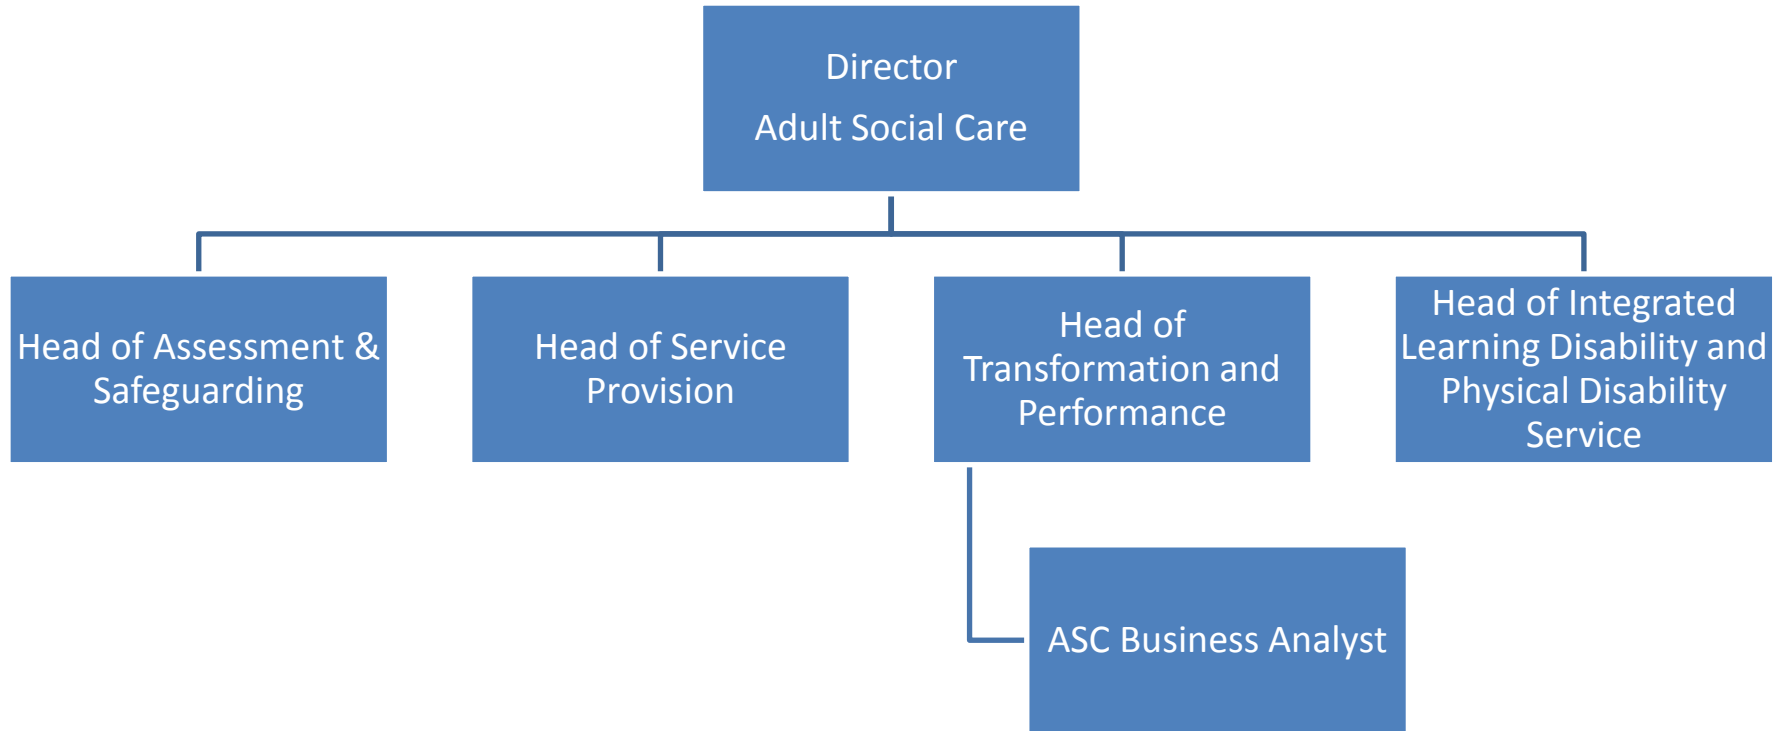 Director
Adult Social Care
Head of Assessment &
Safeguarding
Head of Service
Provision
Head of
Transformation and
Performance
Head of Integrated
Learning Disability and
Physical Disability
Service
ASC Business Analyst